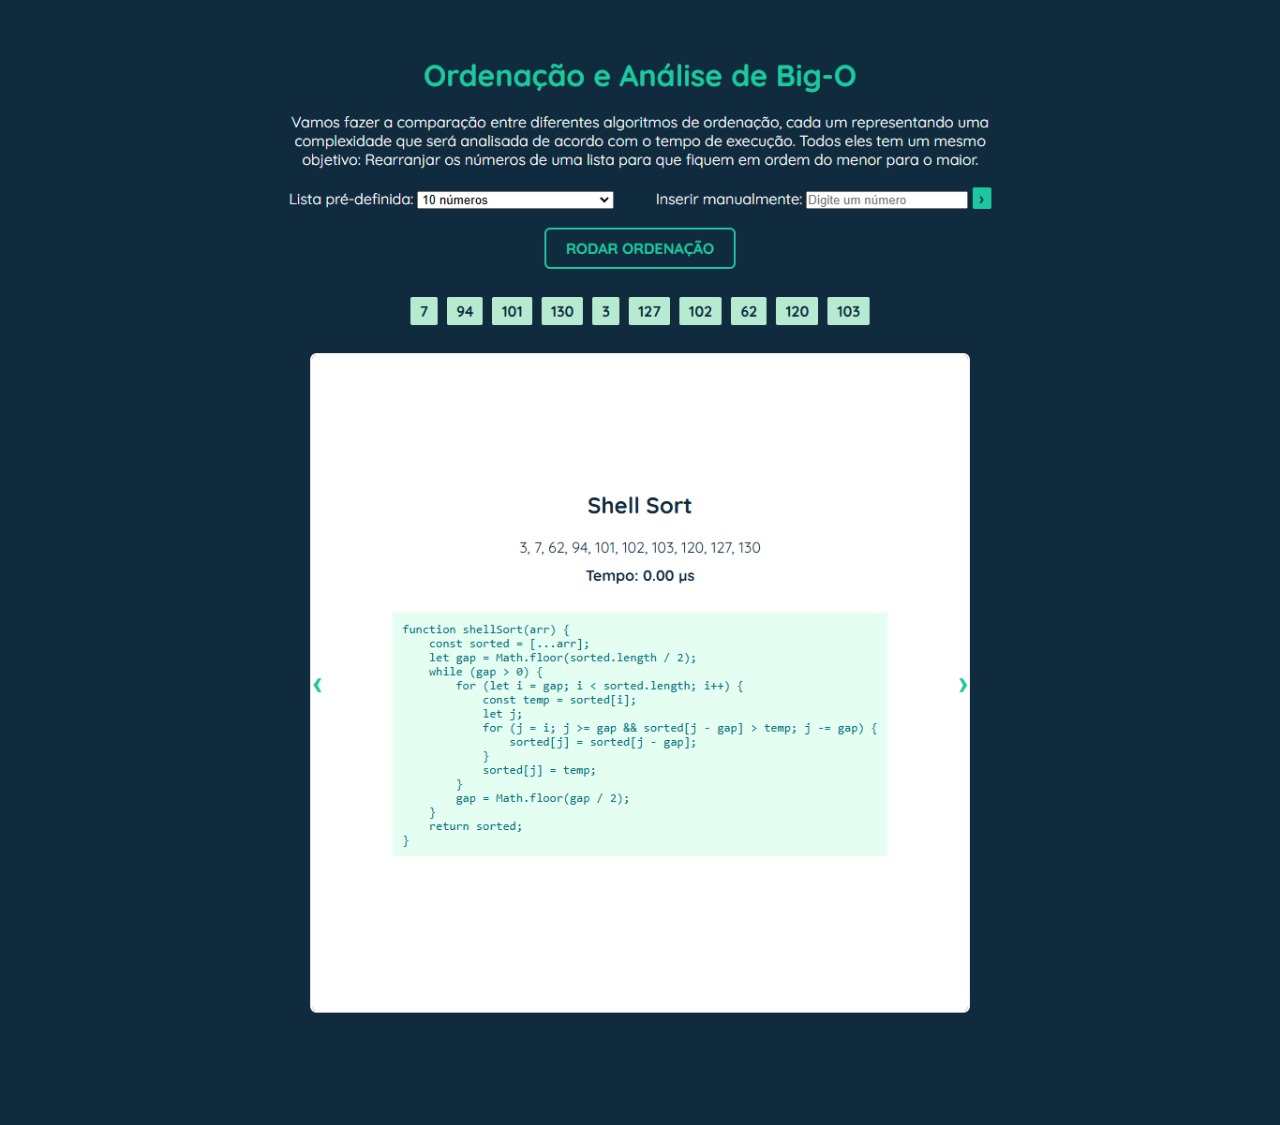 Ordenação e Análise de Big-O
Vamos fazer a comparação entre diferentes algoritmos de ordenação, cada um representando uma
complexidade que será analisada de acordo com o tempo de execução. Todos eles tem um mesmo
objetivo: Rearranjar os números de uma lista para que fiquem em ordem do menor para o maior.
Lista pré-definida: 10 números Inserir manualmente: Digite um número ›
RODAR ORDENAÇÃO
7 94 101 130 3 127 102 62 120 103
Shell Sort
3, 7, 62, 94, 101, 102, 103, 120, 127, 130
Tempo: 0.00 µs
function shellSort(arr) {
    const sorted = [...arr];
    let gap = Math.floor(sorted.length / 2);
    while (gap > 0) {
        for (let i = gap; i < sorted.length; i++) {
            const temp = sorted[i];
            let j;
            for (j = i; j >= gap && sorted[j - gap] > temp; j -= gap) {
                sorted[j] = sorted[j - gap];
            }
            sorted[j] = temp;
        }
        gap = Math.floor(gap / 2);
    }
    return sorted;
}
‹ ›